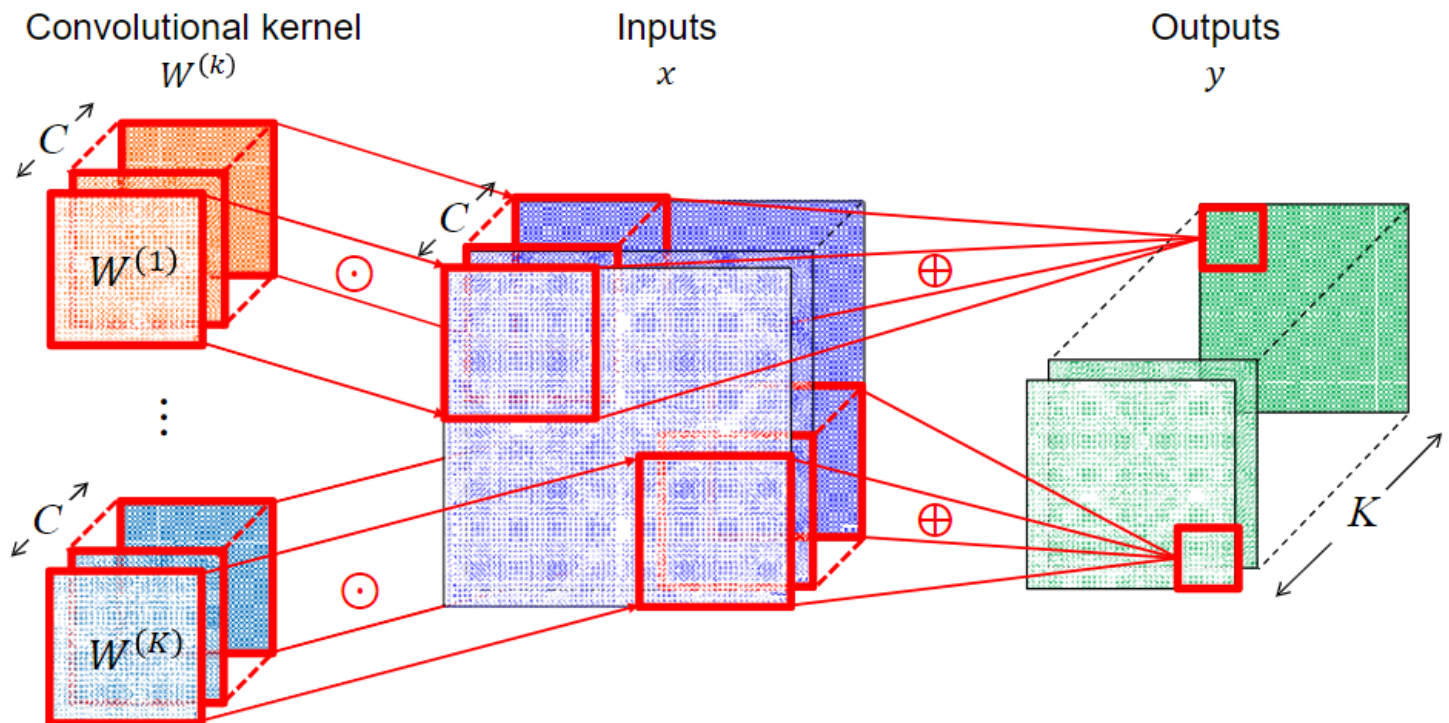 Convolutional kernel
W^(k)
Inputs
x
Outputs
y
C
W^(1)
⊙
C
⊕
⋮
C
W^(K)
⊙
⊕
K